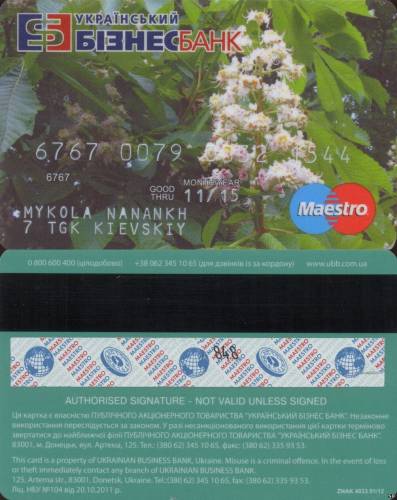 УКРАЇНСЬКИЙ
БІЗНЕСБАНК
6767 0079 1544
6767
MONTH/YEAR
GOOD
THRU 11/15
MYKOLA NANANKH
7 TGK KIEVSKIY
Maestro
0 800 600 400 (цілодобово) +38 062 345 10 65 (для дзвінків із за кордону) www.ubb.com.ua
MAESTRO
848
AUTHORISED SIGNATURE - NOT VALID UNLESS SIGNED
Ця картка є власністю ПУБЛІЧНОГО АКЦІОНЕРНОГО ТОВАРИСТВА "УКРАЇНСЬКИЙ БІЗНЕС БАНК". Незаконне
використання переслідується за законом. У разі несанкціонованого використання цієї картки терміново
звертатися до найближчої філії ПУБЛІЧНОГО АКЦІОНЕРНОГО ТОВАРИСТВА "УКРАЇНСЬКИЙ БІЗНЕС БАНК":
83001, м. Донецьк, вул. Артема, 125. Тел.: (380 62) 345 10 65, факс: (380 62) 335 93 53.
This card is a property of UKRAINIAN BUSINESS BANK, Ukraine. Misuse is a criminal offence. In the event of
loss or theft immediately contact any branch of UKRAINIAN BUSINESS BANK.
125, Artema str., Donetsk, Ukraine. Tel:(380 62) 345 10 65, fax: (380 62) 335 93 53.
Ліц. НБУ №104 від 20.10.2011 р.
ZNAK 4023 01/12